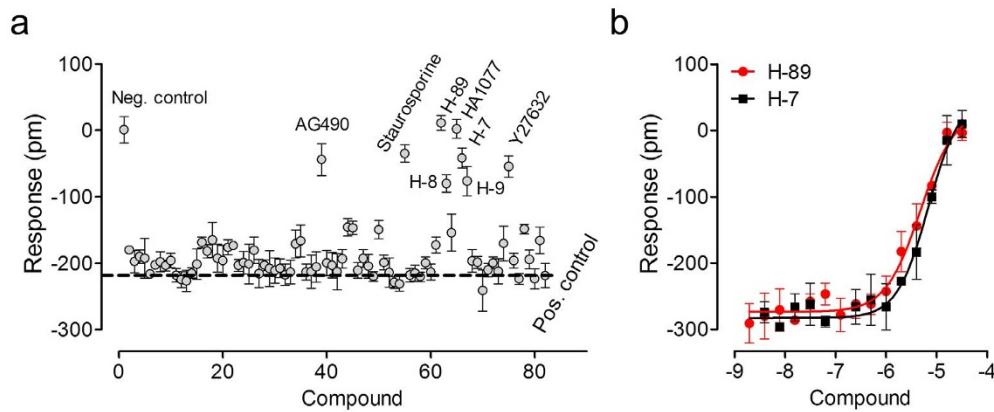 a
Response (pm)
100
0
-100
-200
-300
Neg. control
AG490
Staurosporine
H-8
H-89
HA1077
H-7
H-9
Y27632
Pos. control
0
20
40
60
80
Compound
b
Response (pm)
100
0
-100
-200
-300
H-89
H-7
-9
-8
-7
-6
-5
-4
Compound